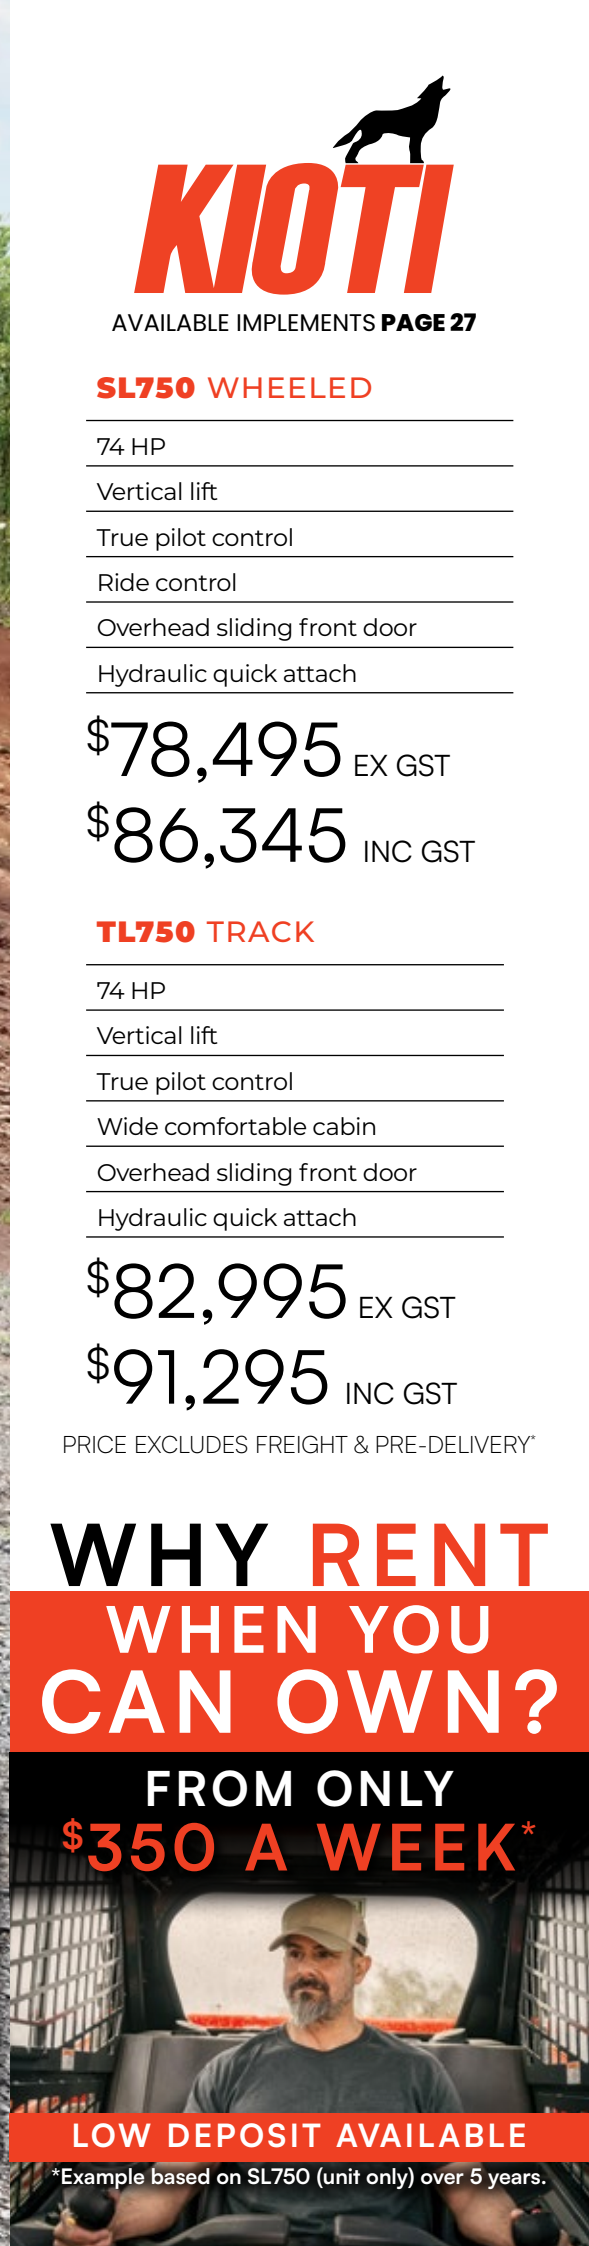 KIOTI
AVAILABLE IMPLEMENTS PAGE 27
SL750 WHEELED
74 HP
Vertical lift
True pilot control
Ride control
Overhead sliding front door
Hydraulic quick attach
$78,495 EX GST
$86,345 INC GST
TL750 TRACK
74 HP
Vertical lift
True pilot control
Wide comfortable cabin
Overhead sliding front door
Hydraulic quick attach
$82,995 EX GST
$91,295 INC GST
PRICE EXCLUDES FREIGHT & PRE-DELIVERY*
WHY RENT
WHEN YOU
CAN OWN?
FROM ONLY
$350 A WEEK*
LOW DEPOSIT AVAILABLE
*Example based on SL750 (unit only) over 5 years.